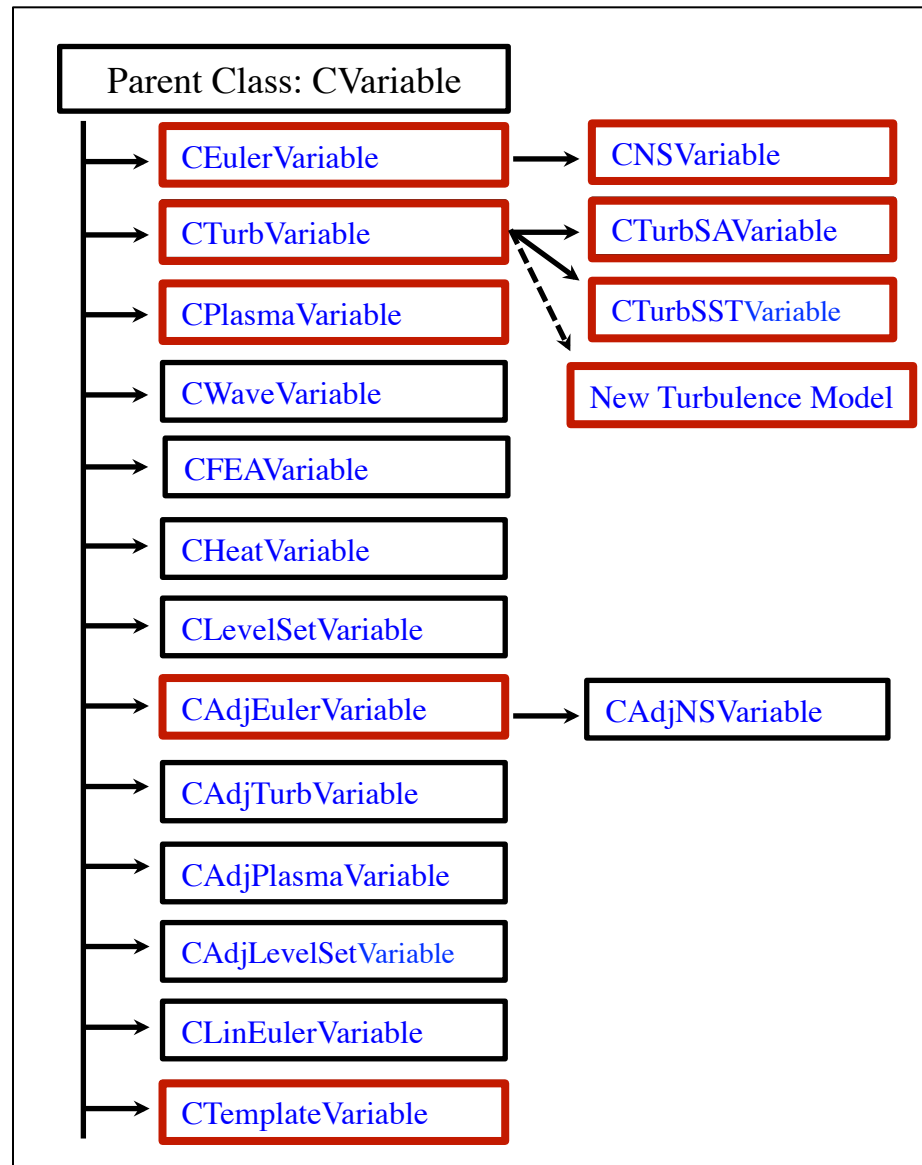 Parent Class: CVariable
CEulerVariable
CNSVariable
CTurbVariable
CTurbSAVariable
CTurbSSTVariable
New Turbulence Model
CPlasmaVariable
CWaveVariable
CFEAVariable
CHeatVariable
CLevelSetVariable
CAdjEulerVariable
CAdjNSVariable
CAdjTurbVariable
CAdjPlasmaVariable
CAdjLevelSetVariable
CLinEulerVariable
CTemplateVariable